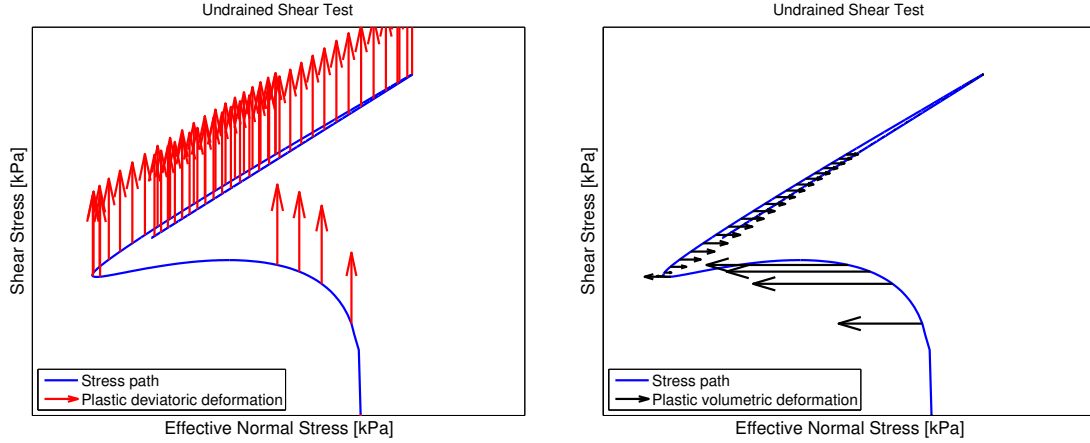 Undrained Shear Test
Shear Stress [kPa]
Stress path
Plastic deviatoric deformation
Effective Normal Stress [kPa]
Undrained Shear Test
Shear Stress [kPa]
Stress path
Plastic volumetric deformation
Effective Normal Stress [kPa]